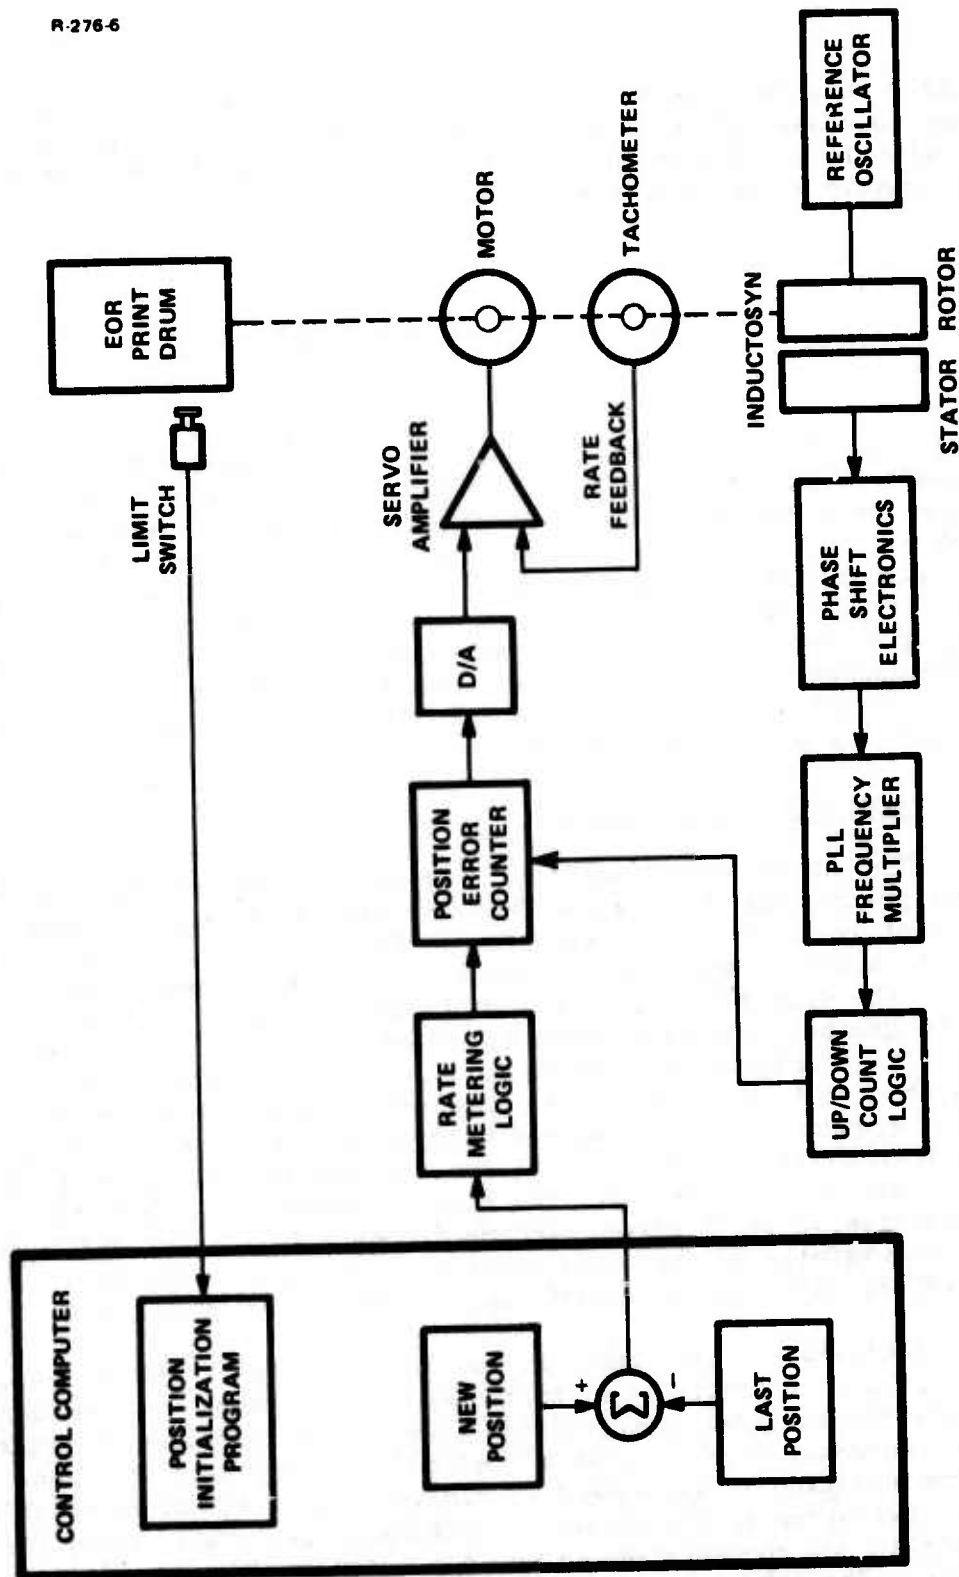 R-276-6
CONTROL COMPUTER
POSITION
INITIALIZATION
PROGRAM
LIMIT
SWITCH
EOR
PRINT
DRUM
NEW
POSITION
+
Σ
-
LAST
POSITION
RATE
METERING
LOGIC
POSITION
ERROR
COUNTER
D/A
SERVO
AMPLIFIER
MOTOR
RATE
FEEDBACK
TACHOMETER
INDUCTOSYN
STATOR
ROTOR
REFERENCE
OSCILLATOR
PHASE
SHIFT
ELECTRONICS
PLL
FREQUENCY
MULTIPLIER
UP/DOWN
COUNT
LOGIC